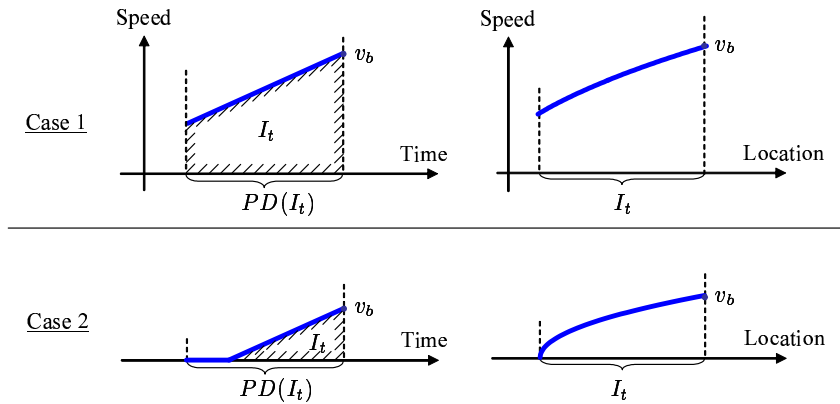 Speed
v_b
Case 1
I_t
Time
PD(I_t)
Speed
v_b
Location
I_t
Case 2
v_b
I_t
Time
PD(I_t)
v_b
Location
I_t